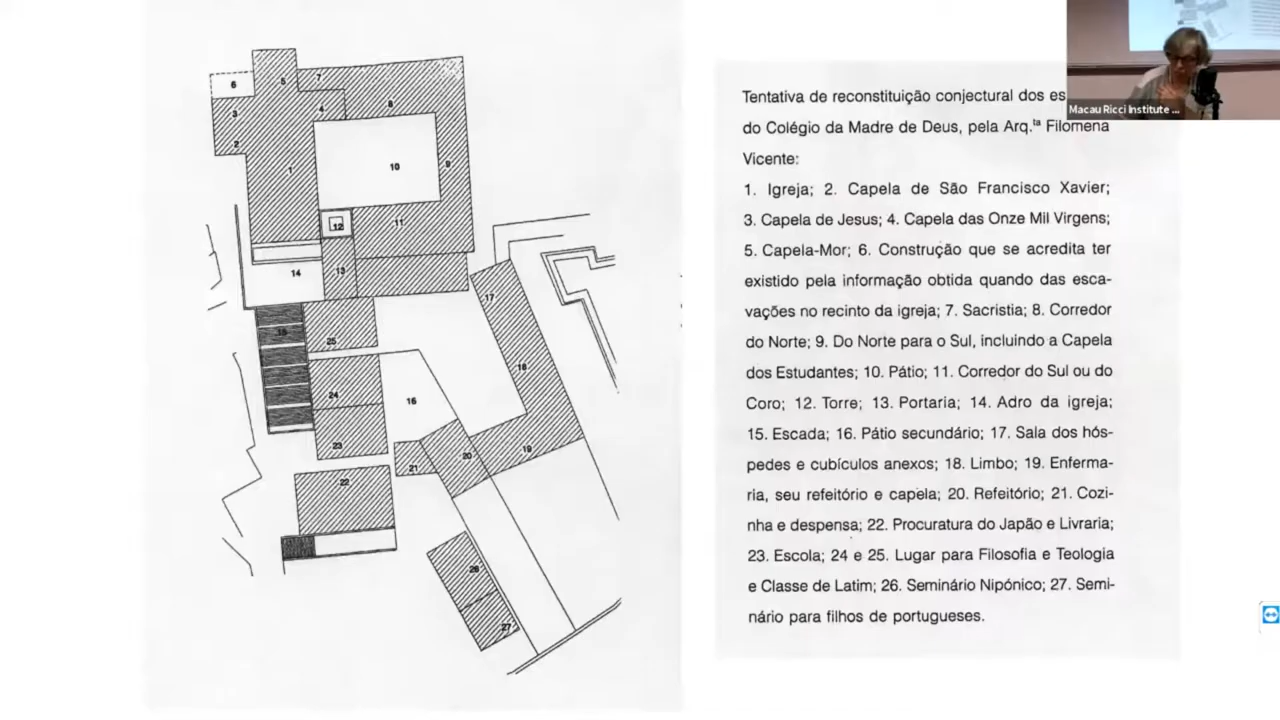 6
5
7
3
4
8
2
1
10
9
12
11
14
13
17
15
25
24
16
18
23
20
19
21
22
26
27
Tentativa de reconstituição conjectural dos es
do Colégio da Madre de Deus, pela Arq.ta Filomena
Vicente:
1. Igreja; 2. Capela de São Francisco Xavier;
3. Capela de Jesus; 4. Capela das Onze Mil Virgens;
5. Capela-Mor; 6. Construção que se acredita ter
existido pela informação obtida quando das esca-
vações no recinto da igreja; 7. Sacristia; 8. Corredor
do Norte; 9. Do Norte para o Sul, incluindo a Capela
dos Estudantes; 10. Pátio; 11. Corredor do Sul ou do
Coro; 12. Torre; 13. Portaria; 14. Adro da igreja;
15. Escada; 16. Pátio secundário; 17. Sala dos hós-
pedes e cubículos anexos; 18. Limbo; 19. Enferma-
ria, seu refeitório e capela; 20. Refeitório; 21. Cozi-
nha e despensa; 22. Procuratura do Japão e Livraria;
23. Escola; 24 e 25. Lugar para Filosofia e Teologia
e Classe de Latim; 26. Seminário Nipónico; 27. Semi-
nário para filhos de portugueses.
Macau Ricci Institute ...